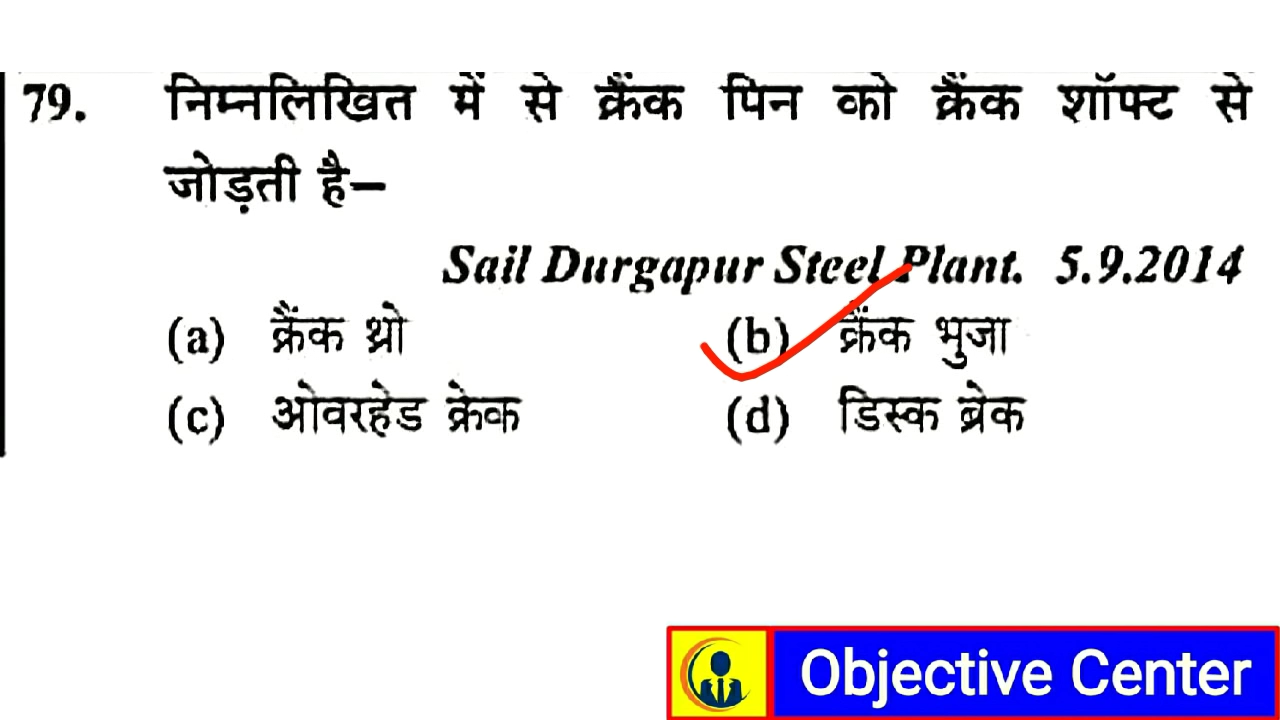 79. निम्नलिखित में से क्रैंक पिन को क्रैंक शॉफ्ट से
जोड़ती है–
Sail Durgapur Steel Plant. 5.9.2014
(a) क्रैंक थ्रो (b) क्रैंक भुजा
(c) ओवरहेड क्रेक (d) डिस्क ब्रेक
Objective Center